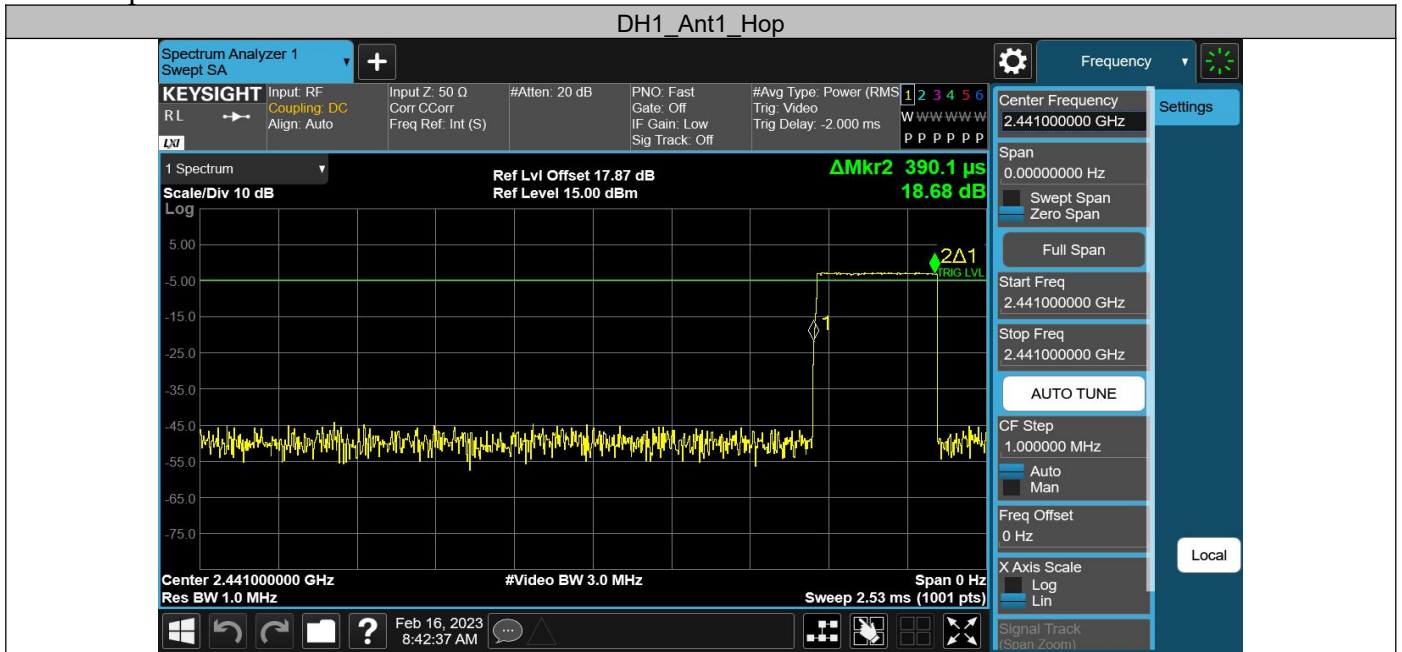 DH1_Ant1_Hop
Spectrum Analyzer 1
Swept SA
Frequency
KEYSIGHT
RL
LXI
Input: RF
Coupling: DC
Align: Auto
Input Z: 50 Ω
Corr CCorr
Freq Ref: Int (S)
#Atten: 20 dB
PNO: Fast
Gate: Off
IF Gain: Low
Sig Track: Off
#Avg Type: Power (RMS
Trig: Video
Trig Delay: -2.000 ms
1 2 3 4 5 6
W W W W W W
P P P P P P
1 Spectrum
Scale/Div 10 dB
Log
Ref Lvl Offset 17.87 dB
Ref Level 15.00 dBm
ΔMkr2 390.1 µs
18.68 dB
5.00
-5.00
-15.0
-25.0
-35.0
-45.0
-55.0
-65.0
-75.0
2Δ1
TRIG LVL
1
Center 2.441000000 GHz
Res BW 1.0 MHz
#Video BW 3.0 MHz
Span 0 Hz
Sweep 2.53 ms (1001 pts)
Center Frequency
2.441000000 GHz
Span
0.00000000 Hz
Swept Span
Zero Span
Full Span
Start Freq
2.441000000 GHz
Stop Freq
2.441000000 GHz
AUTO TUNE
CF Step
1.000000 MHz
Auto
Man
Freq Offset
0 Hz
X Axis Scale
Log
Lin
Signal Track
(Span Zoom)
Settings
Local
?
Feb 16, 2023
8:42:37 AM